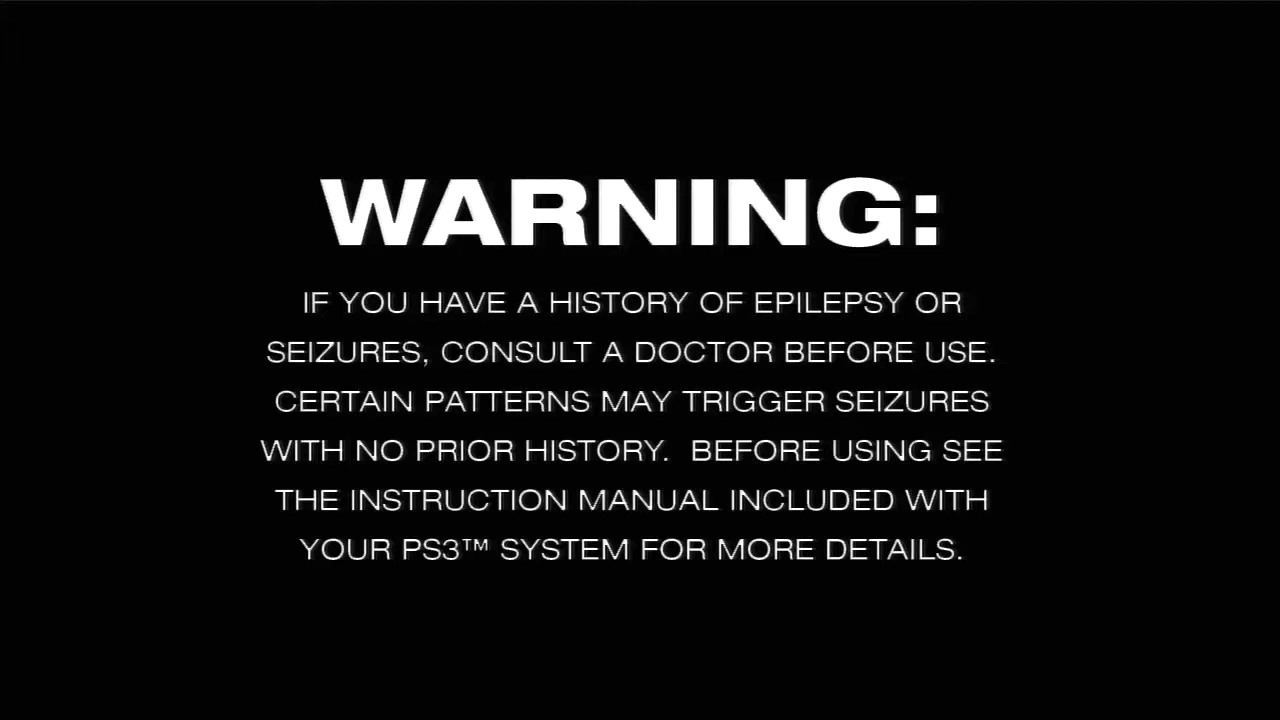 WARNING:
IF YOU HAVE A HISTORY OF EPILEPSY OR
SEIZURES, CONSULT A DOCTOR BEFORE USE.
CERTAIN PATTERNS MAY TRIGGER SEIZURES
WITH NO PRIOR HISTORY.  BEFORE USING SEE
THE INSTRUCTION MANUAL INCLUDED WITH
YOUR PS3™ SYSTEM FOR MORE DETAILS.